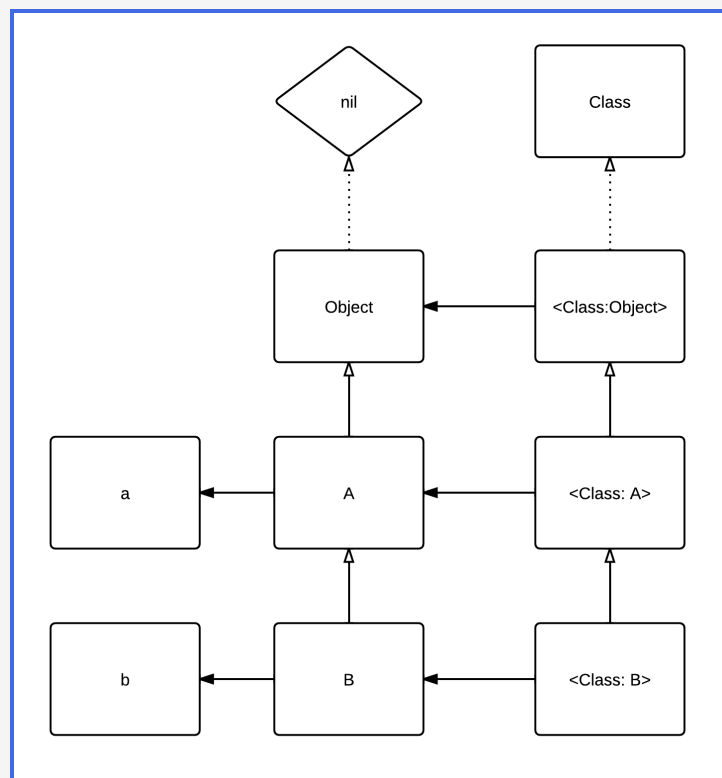 nil
Class
Object
<Class:Object>
a
A
<Class: A>
b
B
<Class: B>